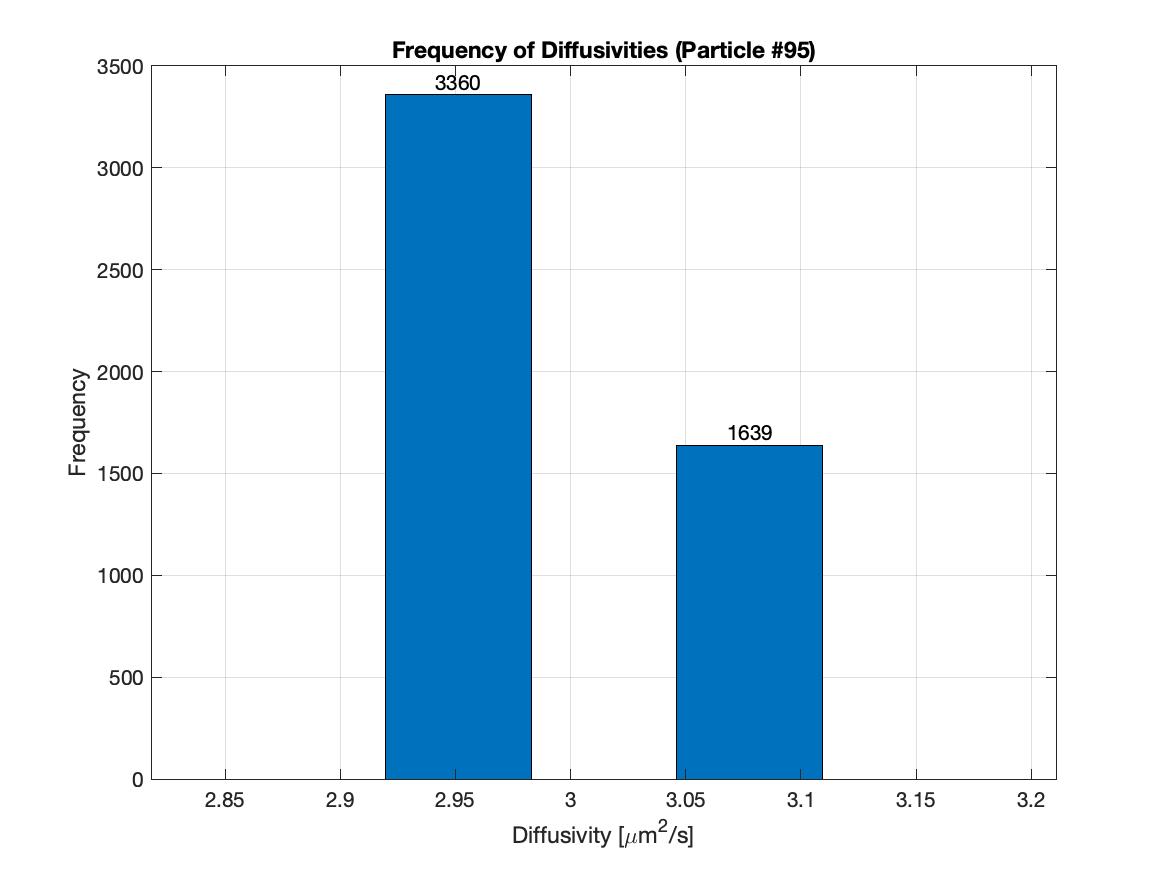 Frequency of Diffusivities (Particle #95)
3500
3360
3000
2500
2000
1639
1500
1000
500
0
Frequency
2.85 2.9 2.95 3 3.05 3.1 3.15 3.2
Diffusivity [μm²/s]